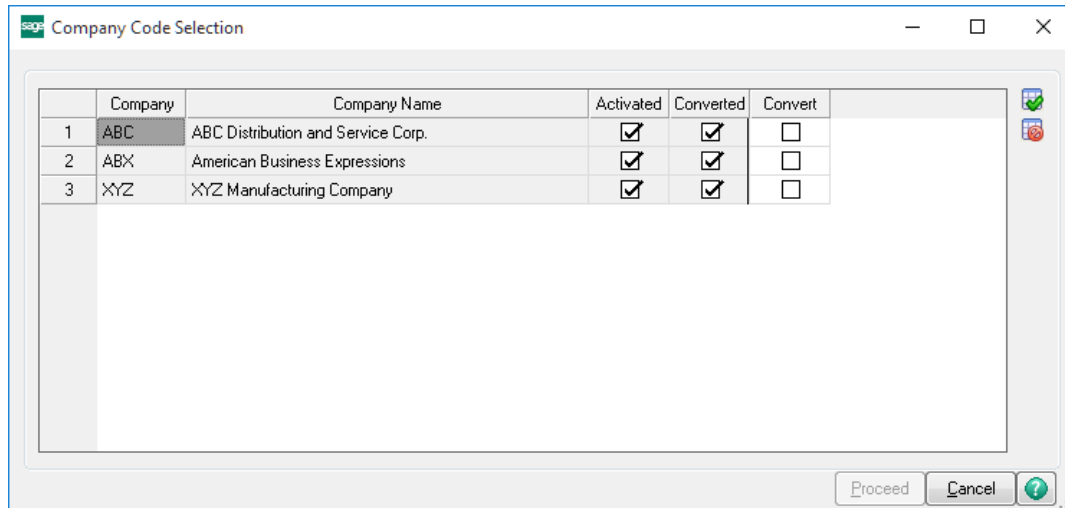 sage Company Code Selection
Company Company Name Activated Converted Convert
1 ABC ABC Distribution and Service Corp.
2 ABX American Business Expressions
3 XYZ XYZ Manufacturing Company
Proceed Cancel ?